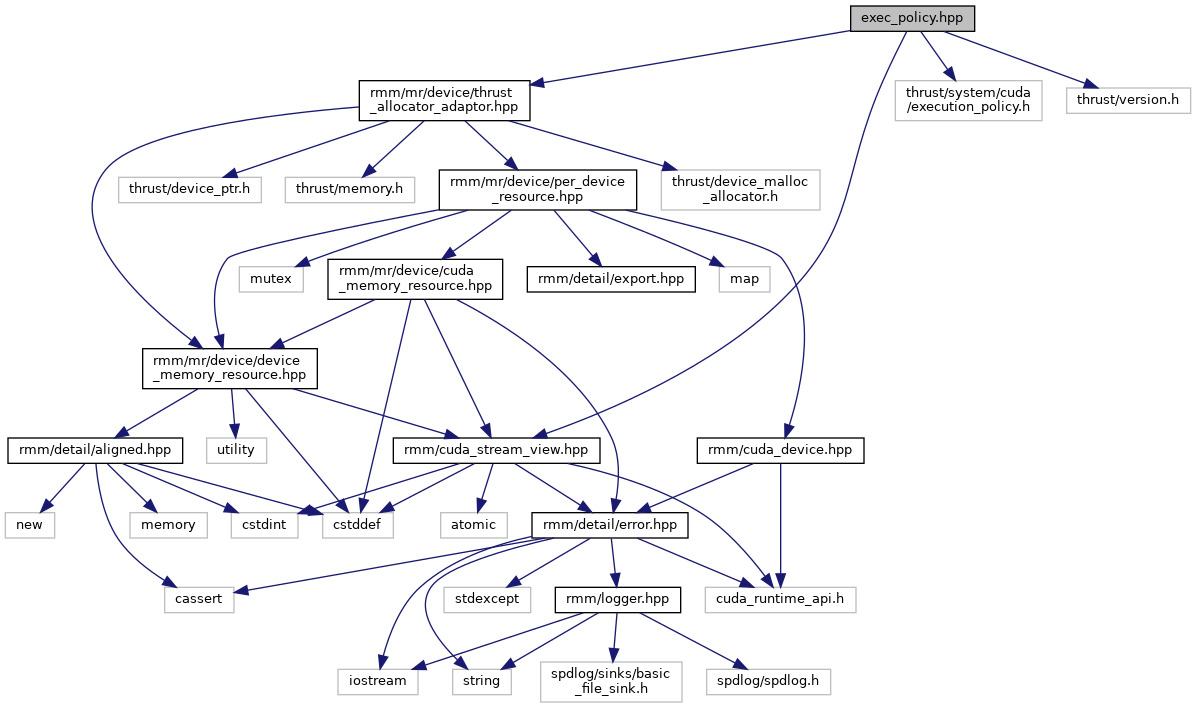 exec_policy.hpp
rmm/mr/device/thrust
_allocator_adaptor.hpp
thrust/system/cuda
/execution_policy.h
thrust/version.h
thrust/device_ptr.h
thrust/memory.h
rmm/mr/device/per_device
_resource.hpp
thrust/device_malloc
_allocator.h
mutex
rmm/mr/device/cuda
_memory_resource.hpp
rmm/detail/export.hpp
map
rmm/mr/device/device
_memory_resource.hpp
rmm/detail/aligned.hpp
utility
rmm/cuda_stream_view.hpp
rmm/cuda_device.hpp
new
memory
cstdint
cstddef
atomic
rmm/detail/error.hpp
cassert
stdexcept
rmm/logger.hpp
cuda_runtime_api.h
iostream
string
spdlog/sinks/basic
_file_sink.h
spdlog/spdlog.h